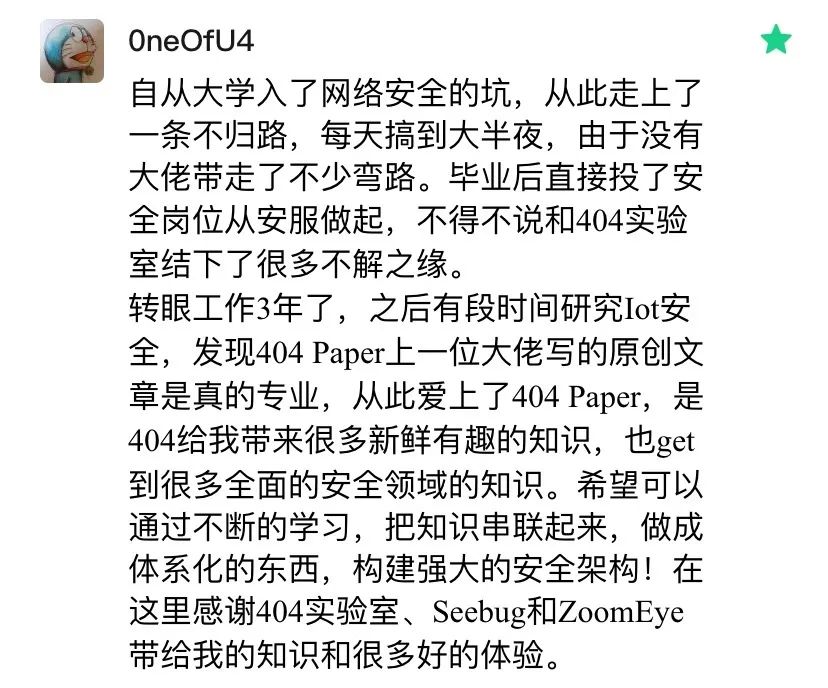 0neOfU4
自从大学入了网络安全的坑，从此走上了
一条不归路，每天搞到大半夜，由于没有
大佬带走了不少弯路。毕业后直接投了安
全岗位从安服做起，不得不说和404实验
室结下了很多不解之缘。
转眼工作3年了，之后有段时间研究Iot安
全，发现404 Paper上一位大佬写的原创文
章是真的专业，从此爱上了404 Paper，是
404给我带来很多新鲜有趣的知识，也get
到很多全面的安全领域的知识。希望可以
通过不断的学习，把知识串联起来，做成
体系化的东西，构建强大的安全架构！在
这里感谢404实验室、Seebug和ZoomEye
带给我的知识和很多好的体验。